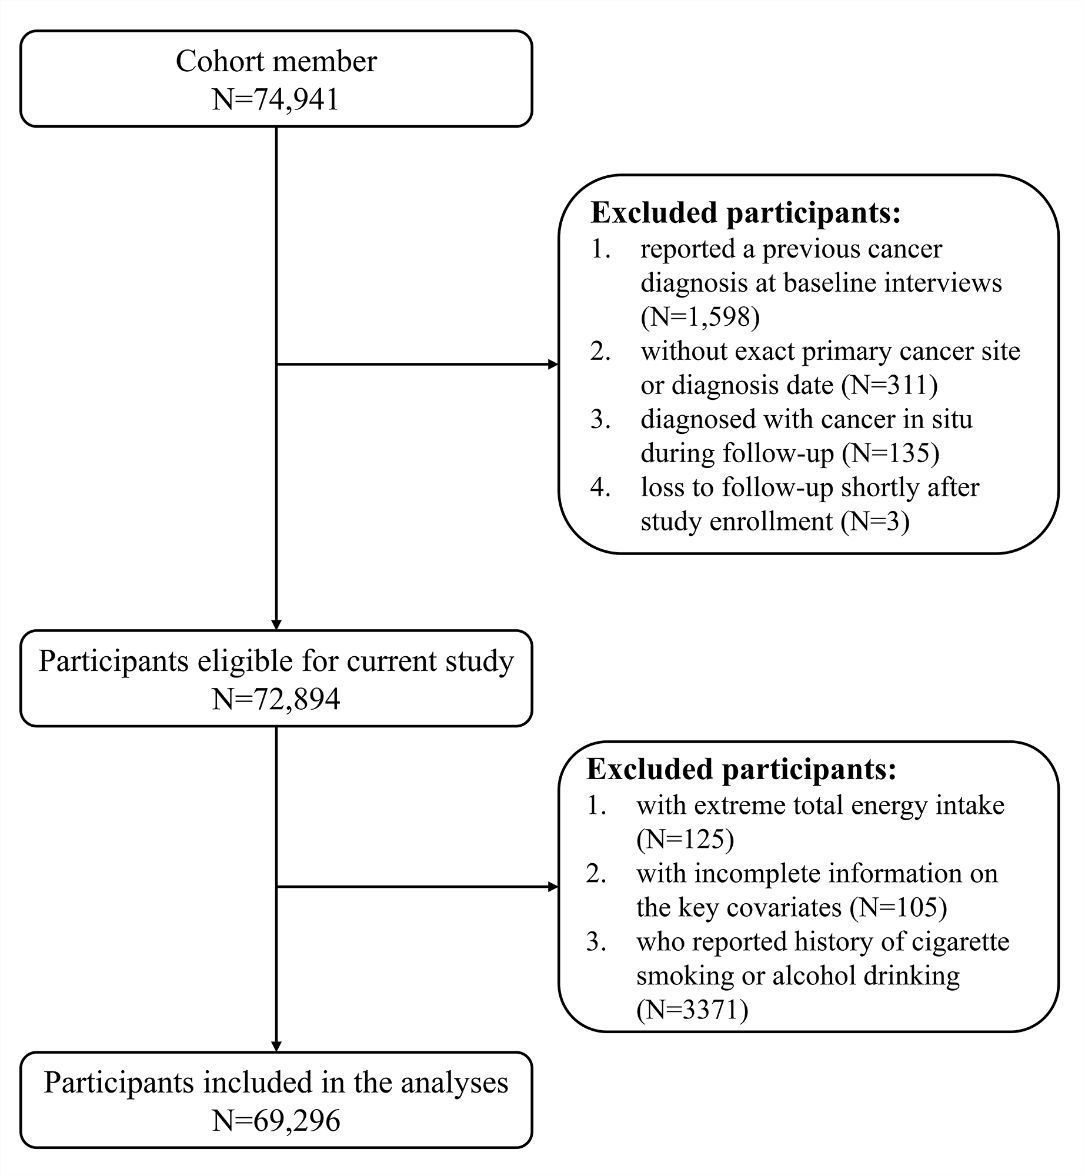 Cohort member
N=74,941
Excluded participants:
1. reported a previous cancer
diagnosis at baseline interviews
(N=1,598)
2. without exact primary cancer site
or diagnosis date (N=311)
3. diagnosed with cancer in situ
during follow-up (N=135)
4. loss to follow-up shortly after
study enrollment (N=3)
Participants eligible for current study
N=72,894
Excluded participants:
1. with extreme total energy intake
(N=125)
2. with incomplete information on
the key covariates (N=105)
3. who reported history of cigarette
smoking or alcohol drinking
(N=3371)
Participants included in the analyses
N=69,296